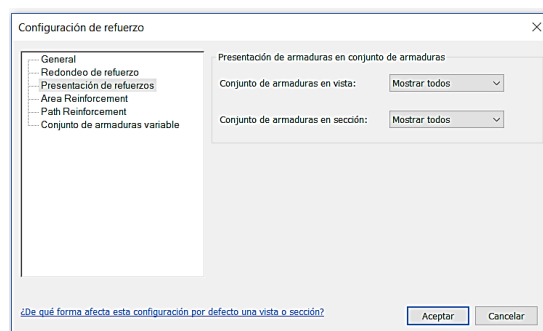 Configuración de refuerzo
General
Redondeo de refuerzo
Presentación de refuerzos
Area Reinforcement
Path Reinforcement
Conjunto de armaduras variable
Presentación de armaduras en conjunto de armaduras
Conjunto de armaduras en vista: Mostrar todos
Conjunto de armaduras en sección: Mostrar todos
¿De qué forma afecta esta configuración por defecto una vista o sección?
Aceptar Cancelar